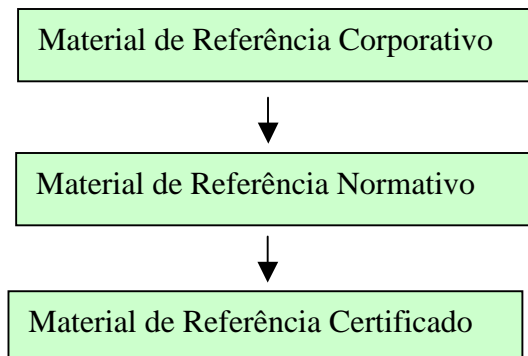 Material de Referência Corporativo
Material de Referência Normativo
Material de Referência Certificado